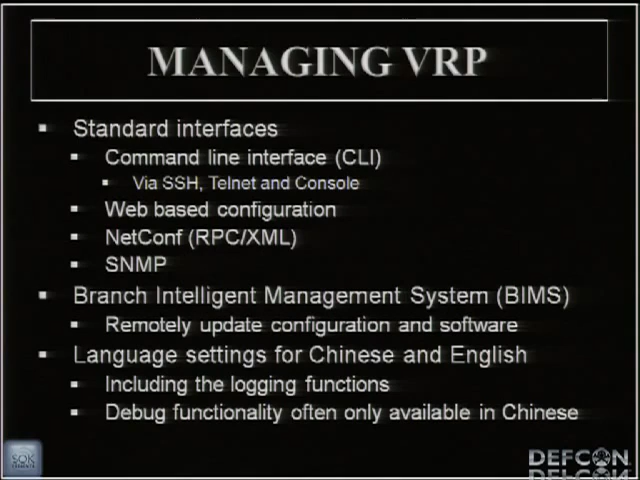 MANAGING VRP
Standard interfaces
Command line interface (CLI)
Via SSH, Telnet and Console
Web based configuration
NetConf (RPC/XML)
SNMP
Branch Intelligent Management System (BIMS)
Remotely update configuration and software
Language settings for Chinese and English
Including the logging functions
Debug functionality often only available in Chinese
DEFCON